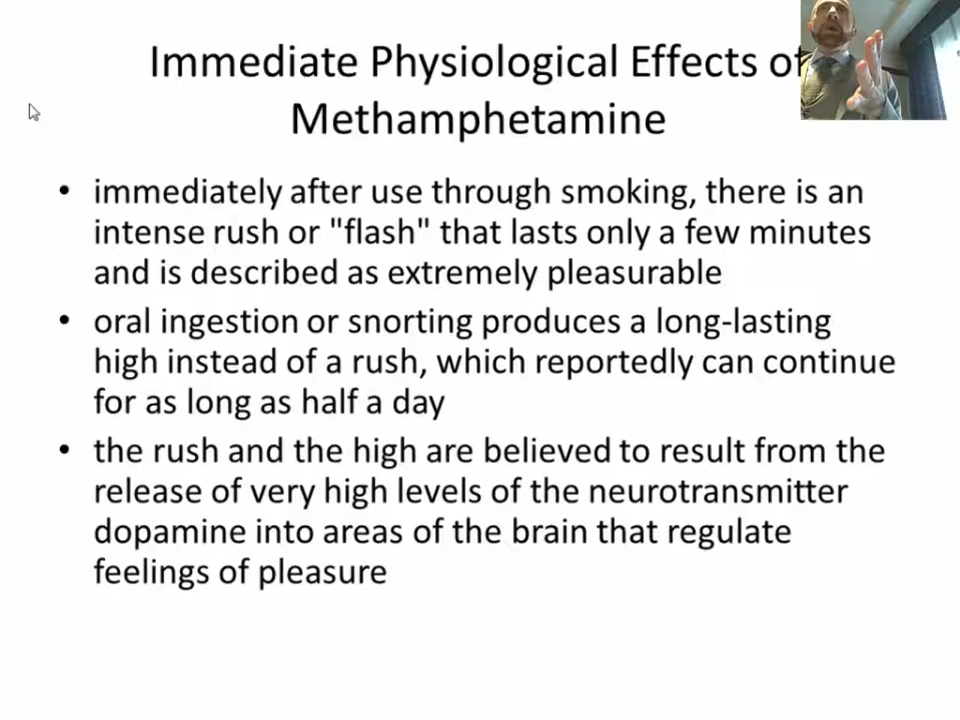 Immediate Physiological Effects of
Methamphetamine
• immediately after use through smoking, there is an
intense rush or "flash" that lasts only a few minutes
and is described as extremely pleasurable
• oral ingestion or snorting produces a long-lasting
high instead of a rush, which reportedly can continue
for as long as half a day
• the rush and the high are believed to result from the
release of very high levels of the neurotransmitter
dopamine into areas of the brain that regulate
feelings of pleasure